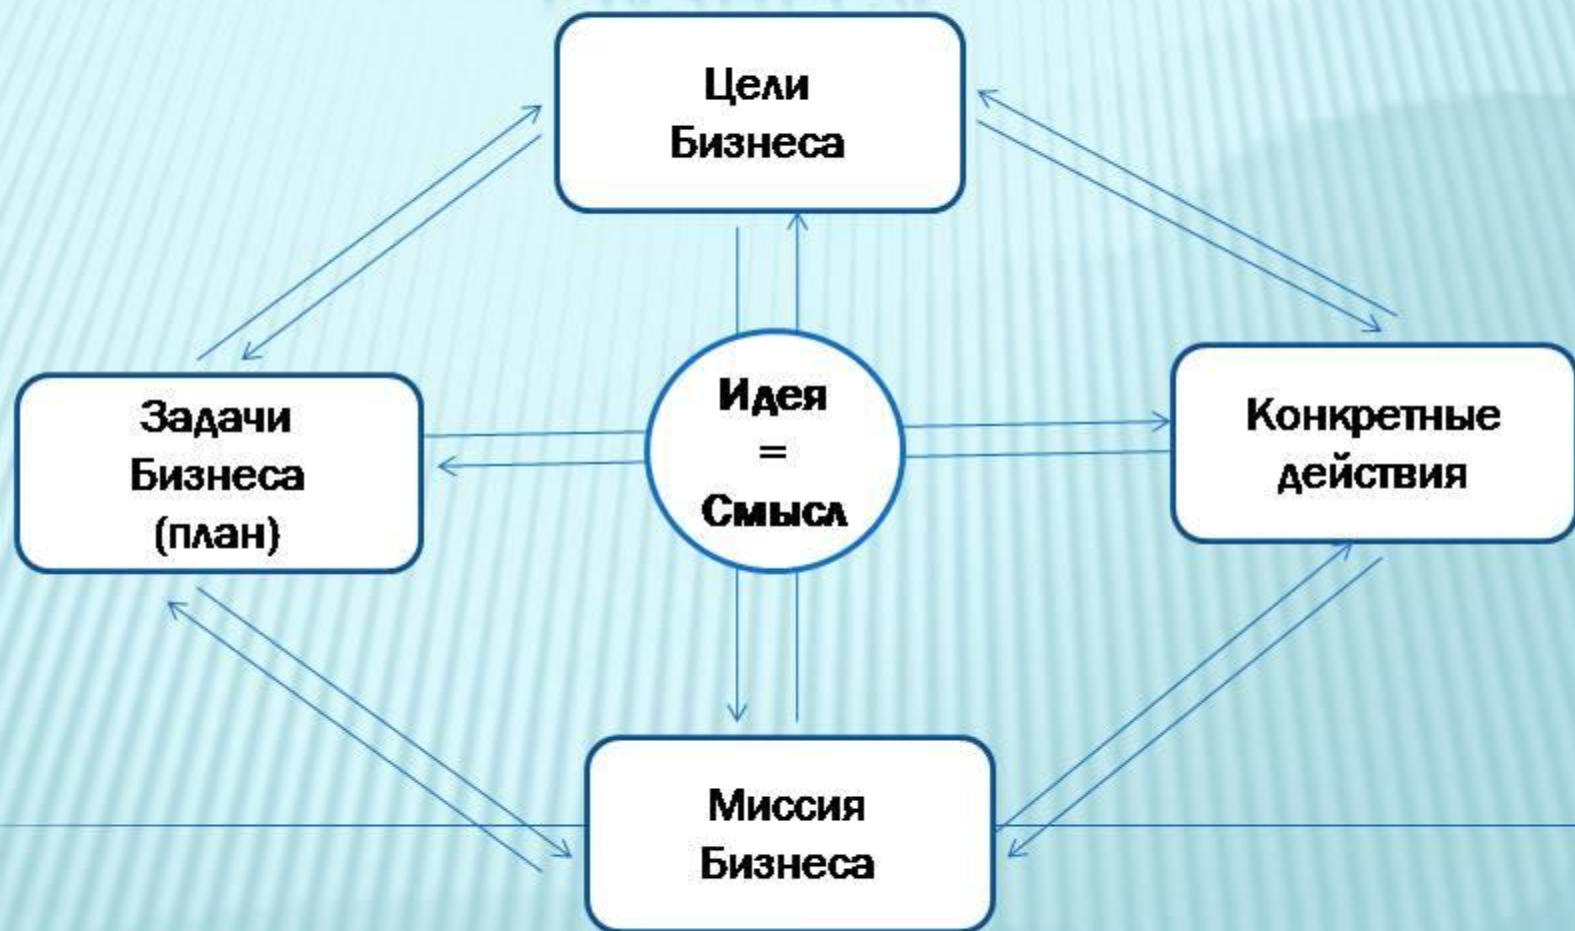 Цели
Бизнеса
Задачи
Бизнеса
(план)
Идея
=
Смысл
Конкретные
действия
Миссия
Бизнеса